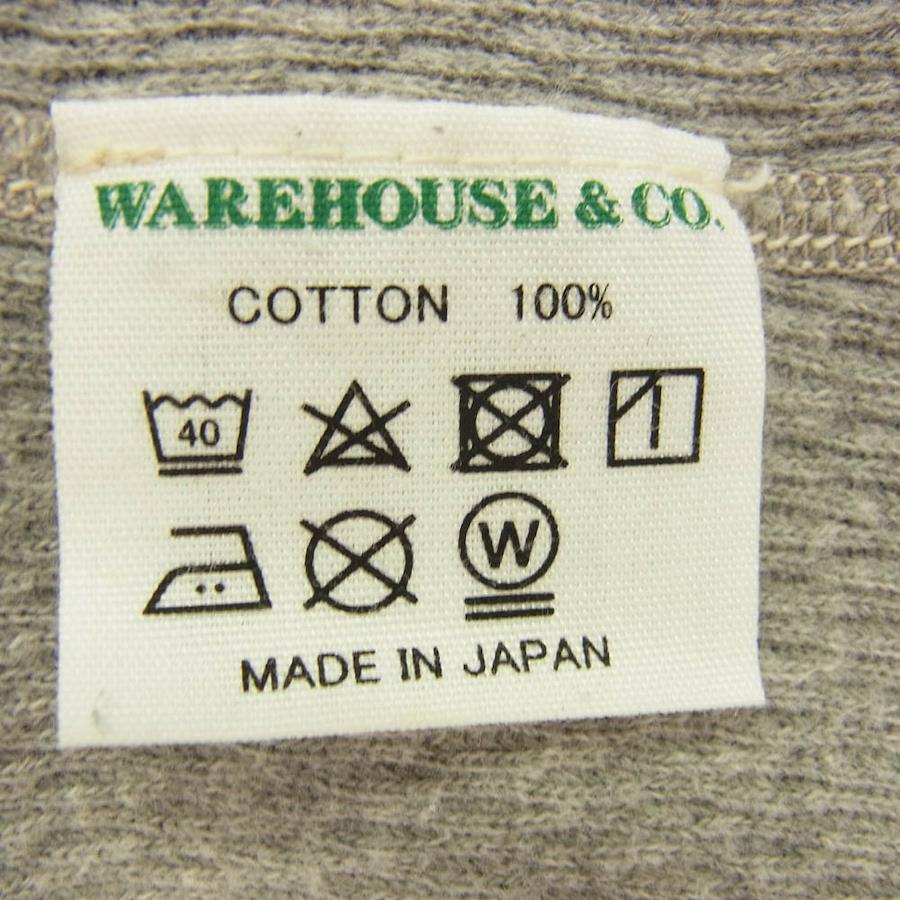 WAREHOUSE & CO.
COTTON 100%
40
W
MADE IN JAPAN